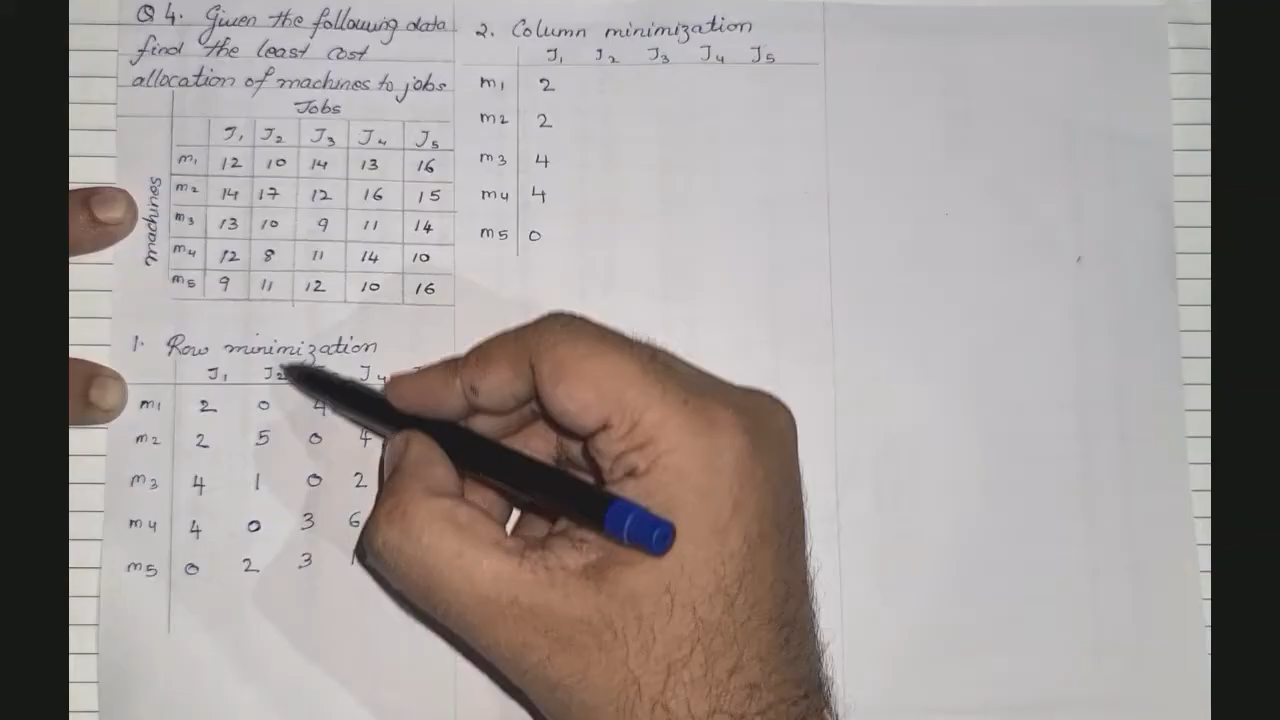 Q4. Given the following data
find the least cost
allocation of machines to jobs
Jobs
J1 J2 J3 J4 J5
machines
m1 12 10 14 13 16
m2 14 17 12 16 15
m3 13 10 9 11 14
m4 12 8 11 14 10
m5 9 11 12 10 16
1. Row minimization
J1 J2 J4
m1 2 0 4
m2 2 5 0 4
m3 4 1 0 2
m4 4 0 3 6
m5 0 2 3
2. Column minimization
J1 J2 J3 J4 J5
m1 2
m2 2
m3 4
m4 4
m5 0